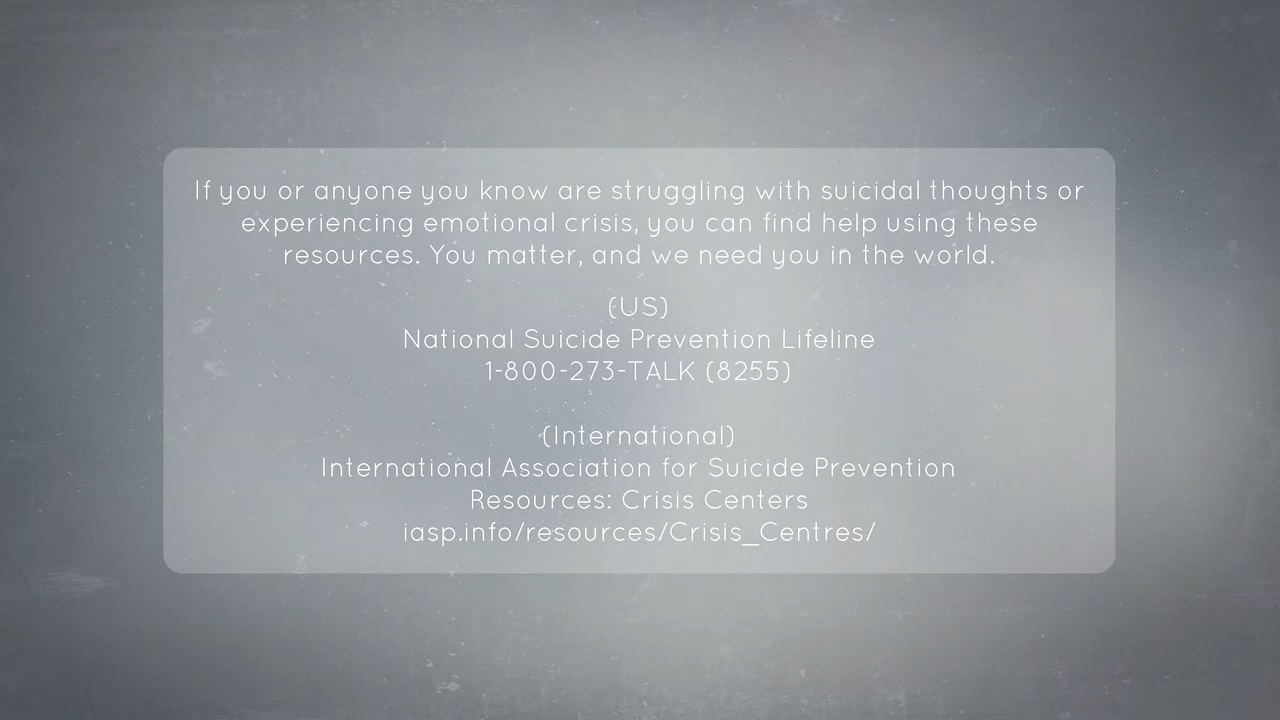 If you or anyone you know are struggling with suicidal thoughts or
experiencing emotional crisis, you can find help using these
resources. You matter, and we need you in the world.
(US)
National Suicide Prevention Lifeline
1-800-273-TALK (8255)
(International)
International Association for Suicide Prevention
Resources: Crisis Centers
iasp.info/resources/Crisis_Centres/